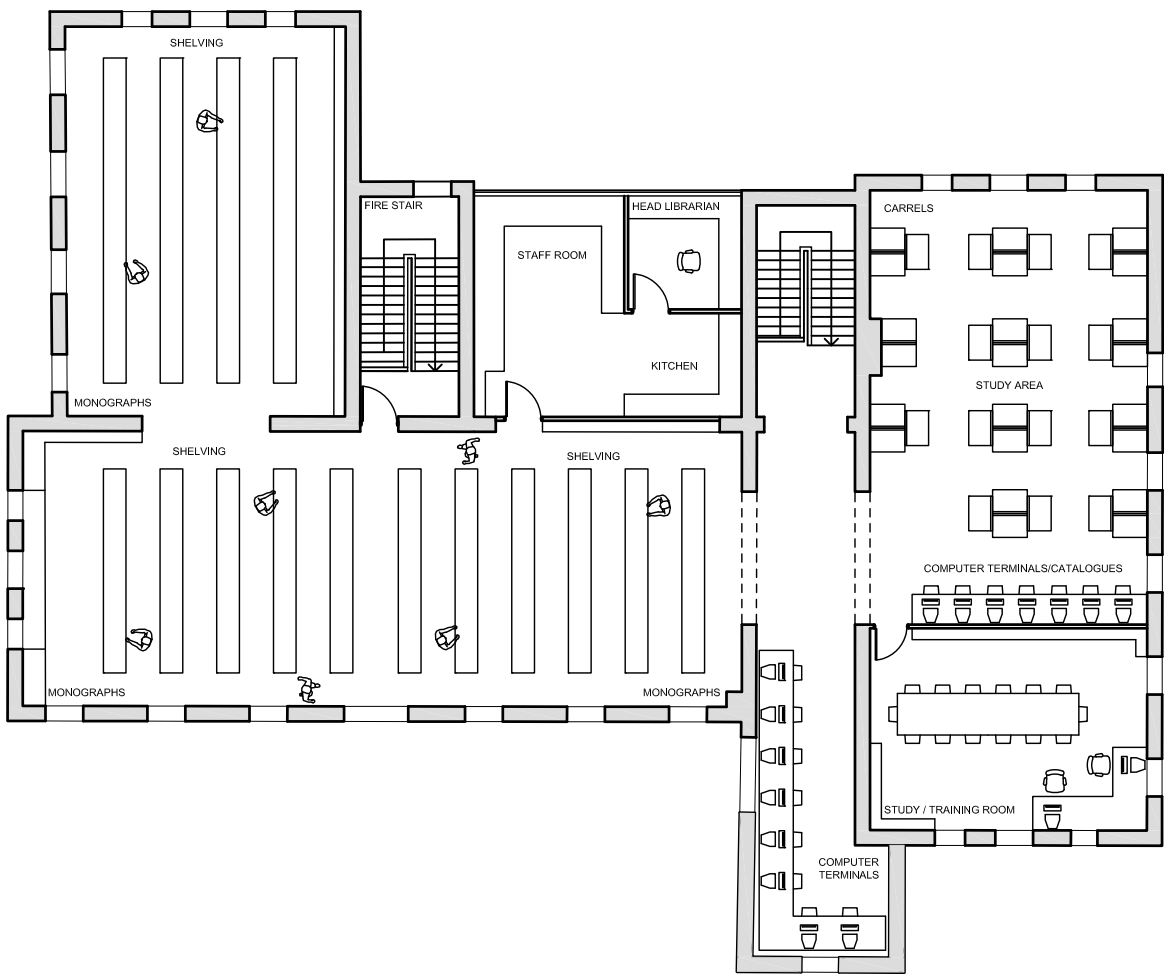 SHELVING
FIRE STAIR
HEAD LIBRARIAN
CARRELS
STAFF ROOM
KITCHEN
STUDY AREA
MONOGRAPHS
SHELVING
SHELVING
COMPUTER TERMINALS/CATALOGUES
MONOGRAPHS
MONOGRAPHS
STUDY / TRAINING ROOM
COMPUTER
TERMINALS